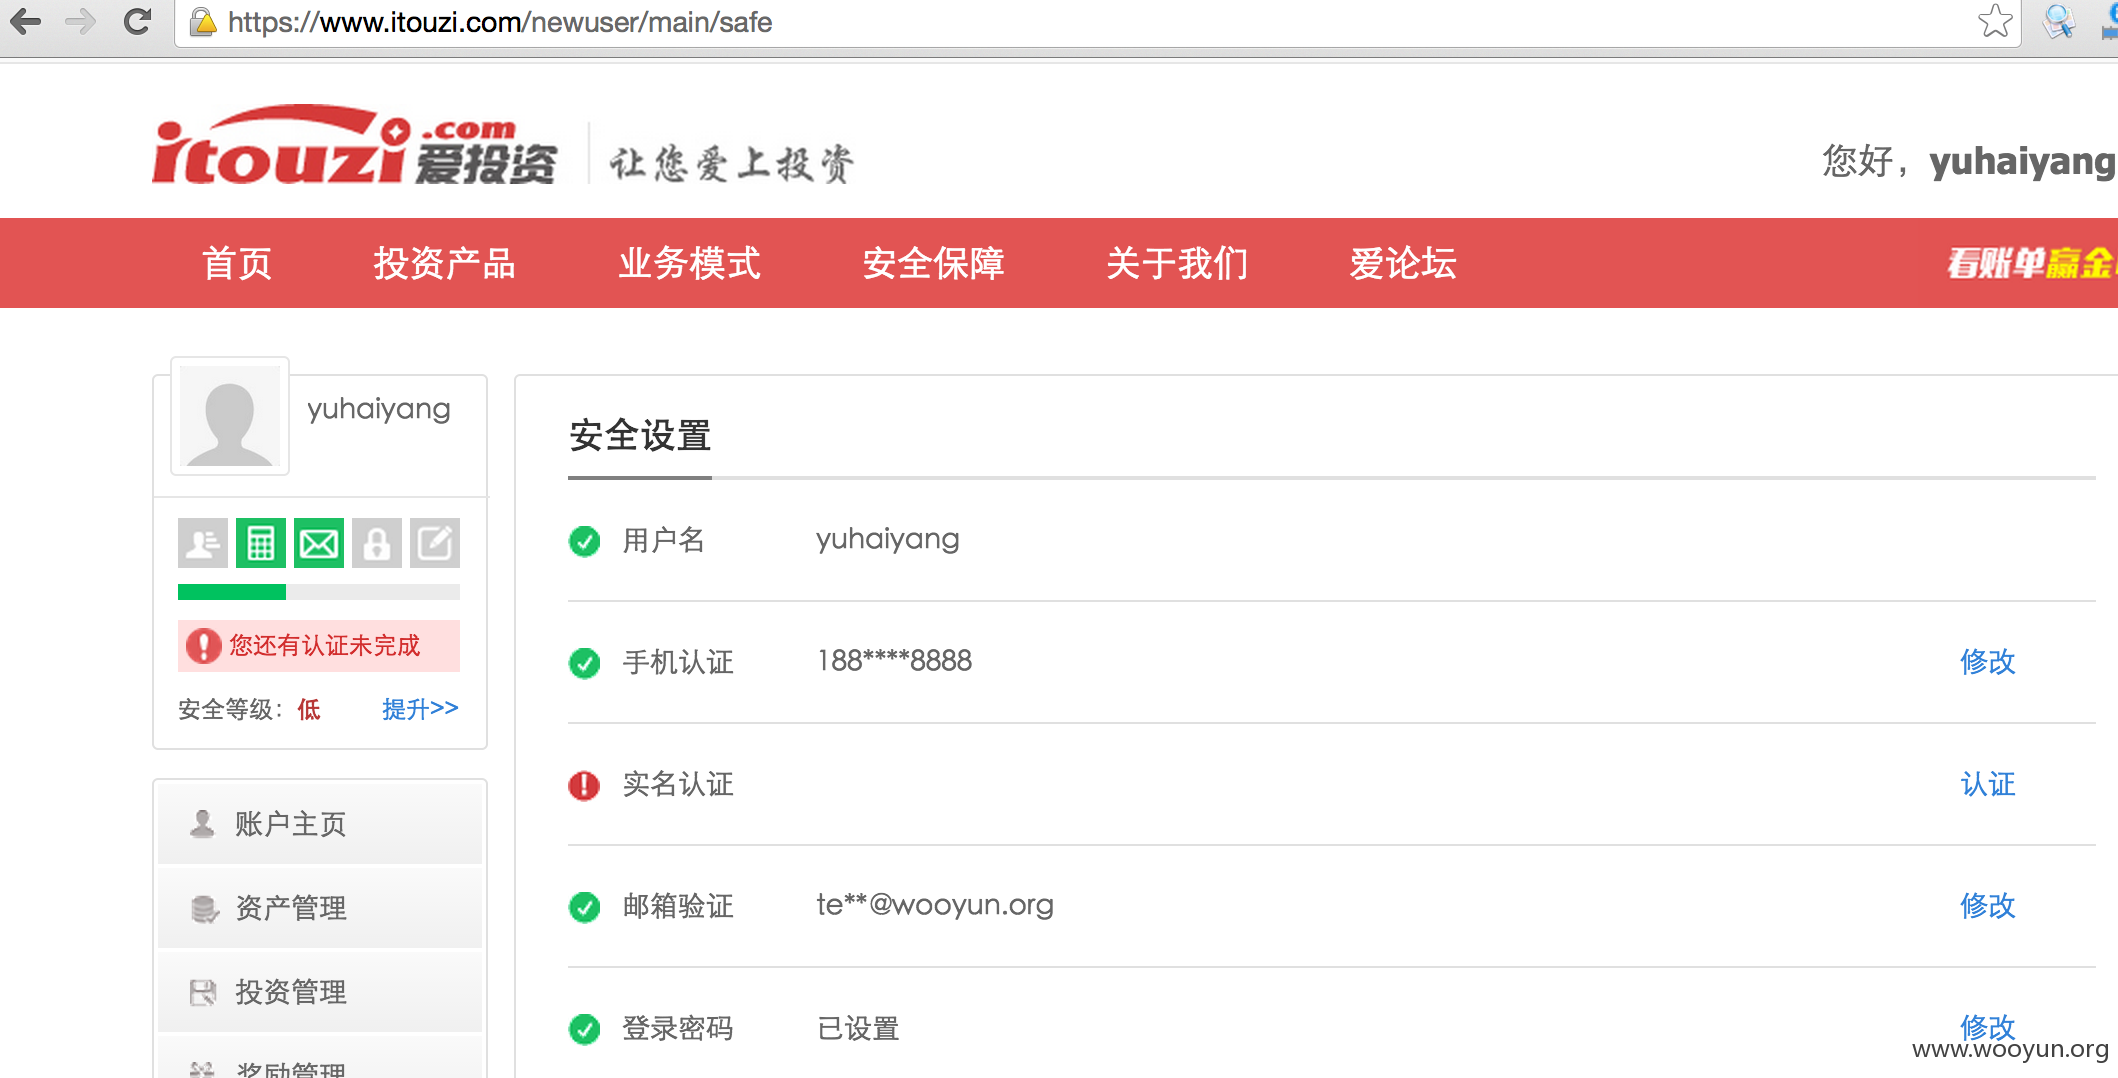 https://www.itouzi.com/newuser/main/safe
itouzi.com 爱投资 让您爱上投资
您好，yuhaiyang
首页 投资产品 业务模式 安全保障 关于我们 爱论坛 看账单赢金
yuhaiyang
您还有认证未完成
安全等级：低 提升>>
账户主页
资产管理
投资管理
奖励管理
安全设置
用户名 yuhaiyang
手机认证 188****8888 修改
实名认证 认证
邮箱验证 te**@wooyun.org 修改
登录密码 已设置 修改
www.wooyun.org